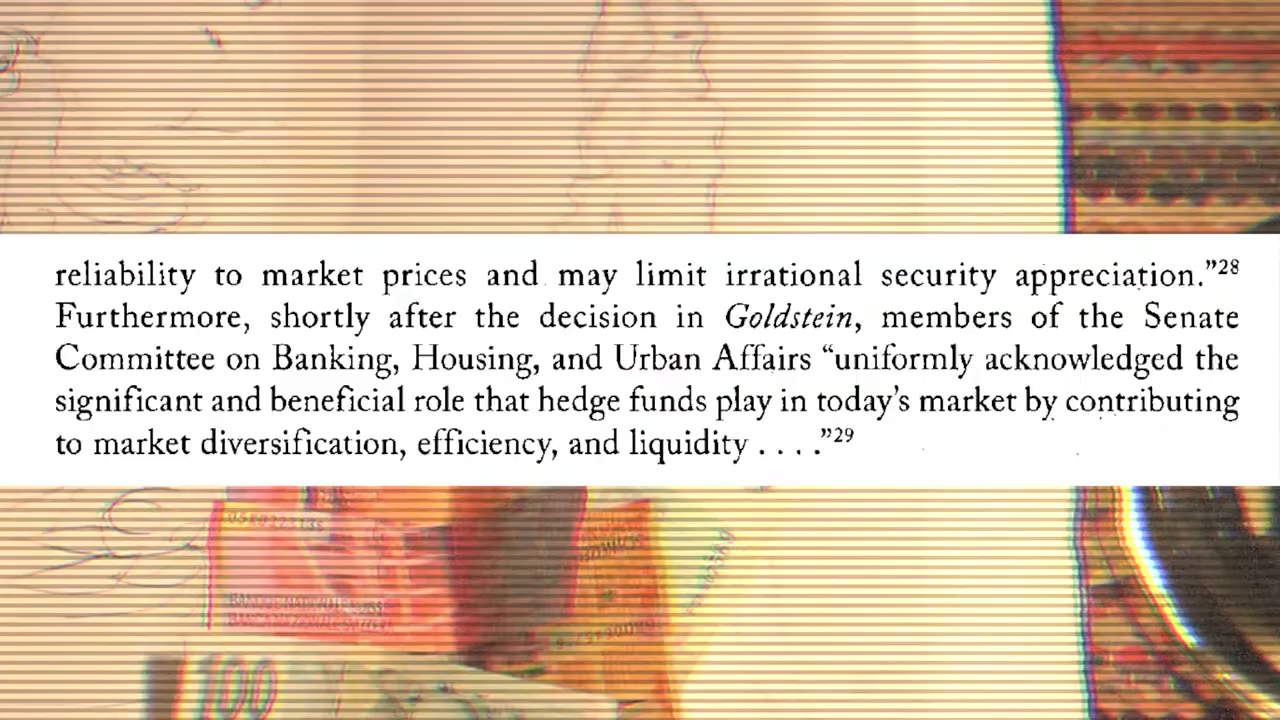 reliability to market prices and may limit irrational security appreciation.”28
Furthermore, shortly after the decision in Goldstein, members of the Senate
Committee on Banking, Housing, and Urban Affairs “uniformly acknowledged the
significant and beneficial role that hedge funds play in today’s market by contributing
to market diversification, efficiency, and liquidity . . . .”29
100